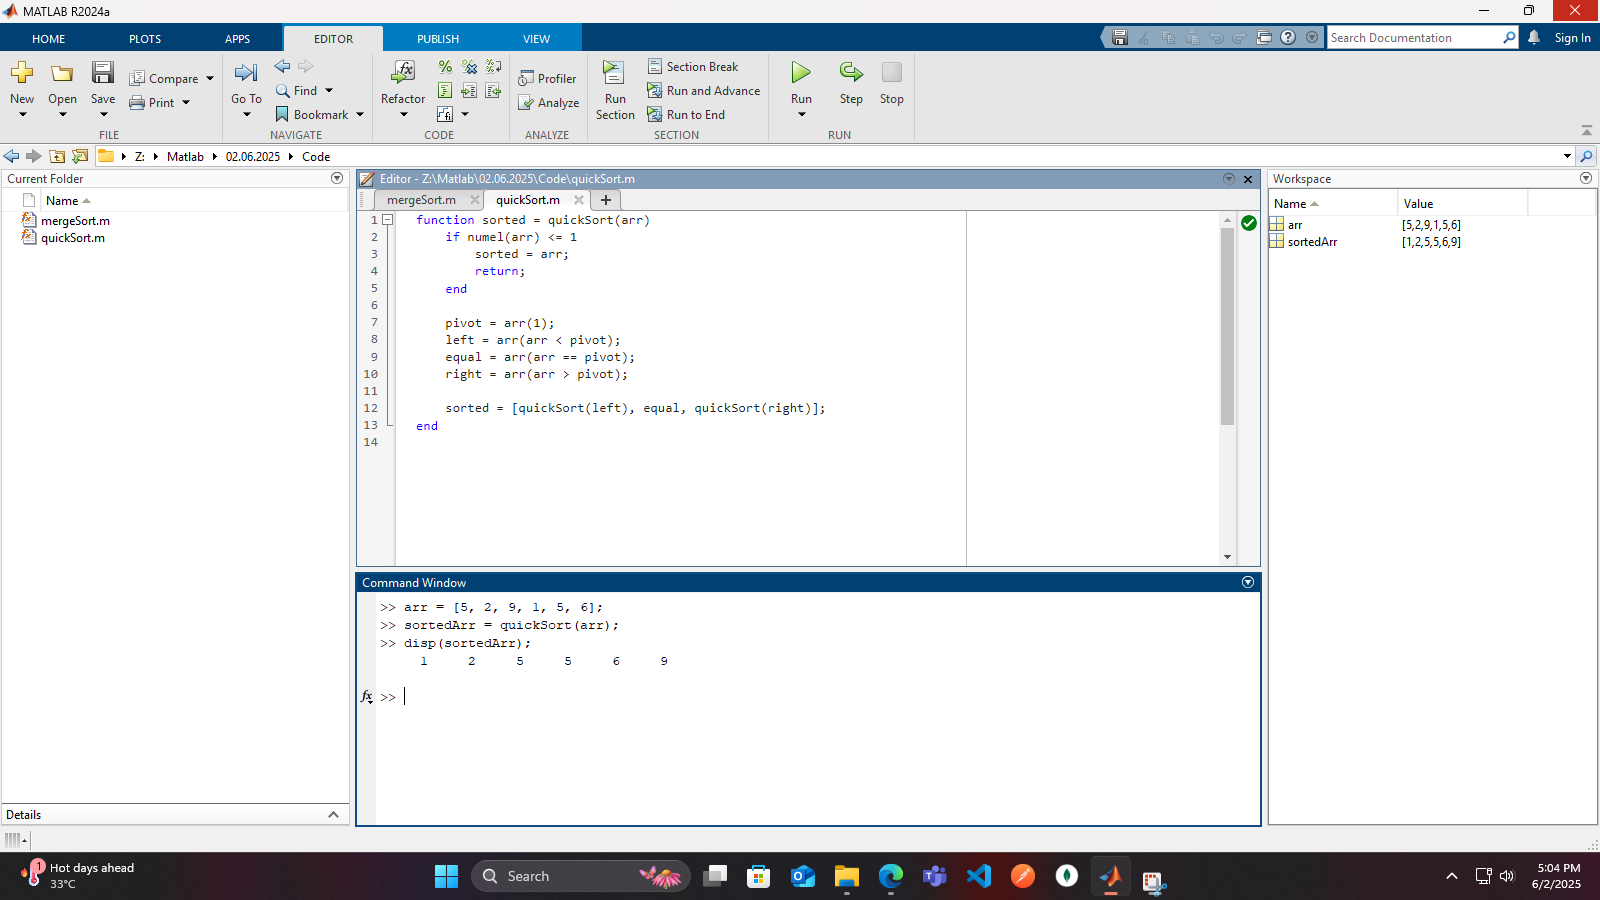 MATLAB R2024a
HOME PLOTS APPS EDITOR PUBLISH VIEW
Search Documentation
Sign In
New
Open
Save
Compare
Print
FILE
Go To
Find
Bookmark
NAVIGATE
Refactor
CODE
Profiler
Analyze
ANALYZE
Run Section
Section Break
Run and Advance
Run to End
SECTION
Run
Step
Stop
RUN
Z: Matlab 02.06.2025 Code
Current Folder
Name
mergeSort.m
quickSort.m
Details
Editor - Z:\Matlab\02.06.2025\Code\quickSort.m
mergeSort.m quickSort.m
1 function sorted = quickSort(arr)
2 if numel(arr) <= 1
3 sorted = arr;
4 return;
5 end
6
7 pivot = arr(1);
8 left = arr(arr < pivot);
9 equal = arr(arr == pivot);
10 right = arr(arr > pivot);
11
12 sorted = [quickSort(left), equal, quickSort(right)];
13 end
14
Command Window
>> arr = [5, 2, 9, 1, 5, 6];
>> sortedArr = quickSort(arr);
>> disp(sortedArr);
1 2 5 5 6 9
fx >>
Workspace
Name Value
arr [5,2,9,1,5,6]
sortedArr [1,2,5,5,6,9]
1
Hot days ahead
33°C
Search
5:04 PM
6/2/2025